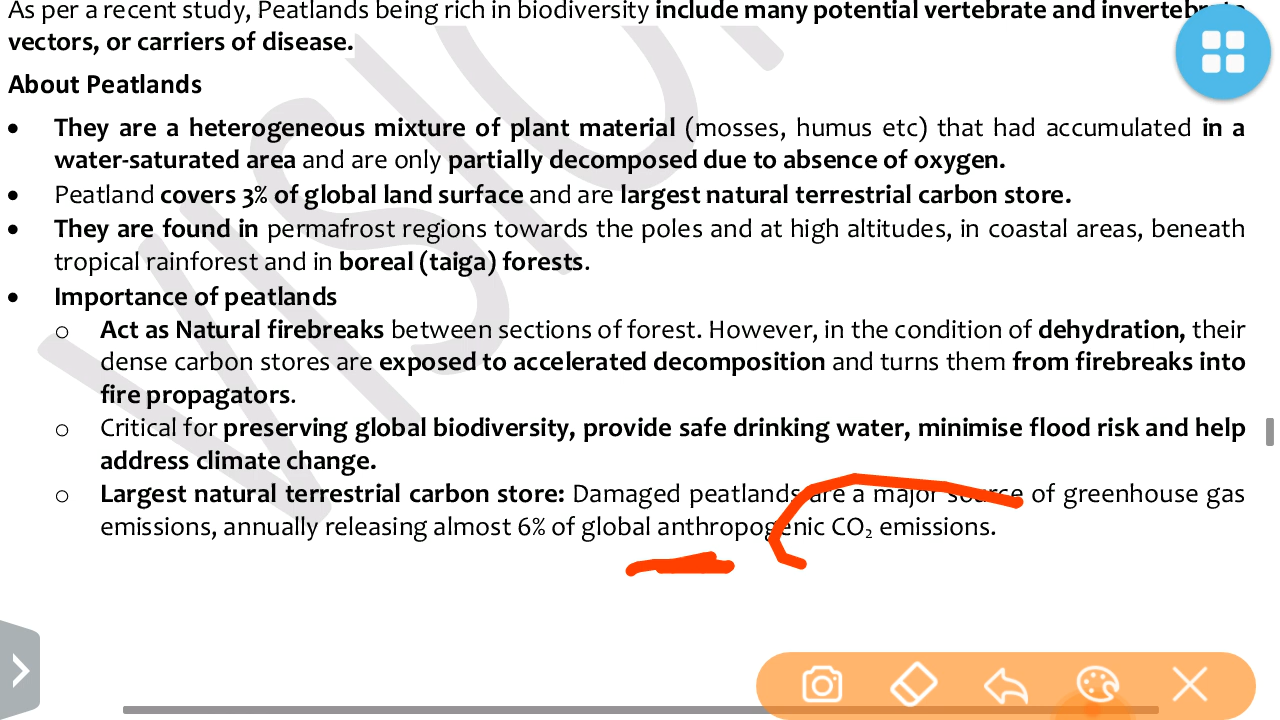 As per a recent study, Peatlands being rich in biodiversity include many potential vertebrate and invertebrate
vectors, or carriers of disease.
About Peatlands
• They are a heterogeneous mixture of plant material (mosses, humus etc) that had accumulated in a
water-saturated area and are only partially decomposed due to absence of oxygen.
• Peatland covers 3% of global land surface and are largest natural terrestrial carbon store.
• They are found in permafrost regions towards the poles and at high altitudes, in coastal areas, beneath
tropical rainforest and in boreal (taiga) forests.
• Importance of peatlands
o Act as Natural firebreaks between sections of forest. However, in the condition of dehydration, their
dense carbon stores are exposed to accelerated decomposition and turns them from firebreaks into
fire propagators.
o Critical for preserving global biodiversity, provide safe drinking water, minimise flood risk and help
address climate change.
o Largest natural terrestrial carbon store: Damaged peatlands are a major source of greenhouse gas
emissions, annually releasing almost 6% of global anthropogenic CO₂ emissions.
VISIO